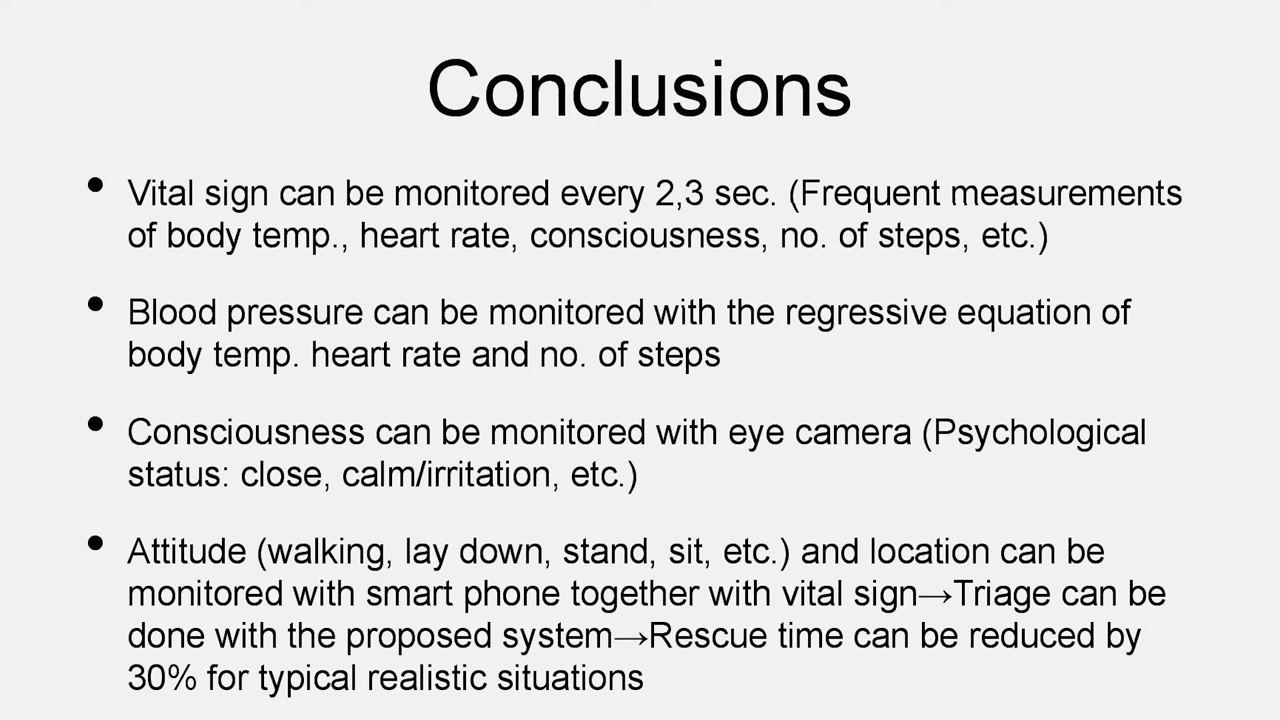 Conclusions
• Vital sign can be monitored every 2,3 sec. (Frequent measurements
of body temp., heart rate, consciousness, no. of steps, etc.)
• Blood pressure can be monitored with the regressive equation of
body temp. heart rate and no. of steps
• Consciousness can be monitored with eye camera (Psychological
status: close, calm/irritation, etc.)
• Attitude (walking, lay down, stand, sit, etc.) and location can be
monitored with smart phone together with vital sign→Triage can be
done with the proposed system→Rescue time can be reduced by
30% for typical realistic situations